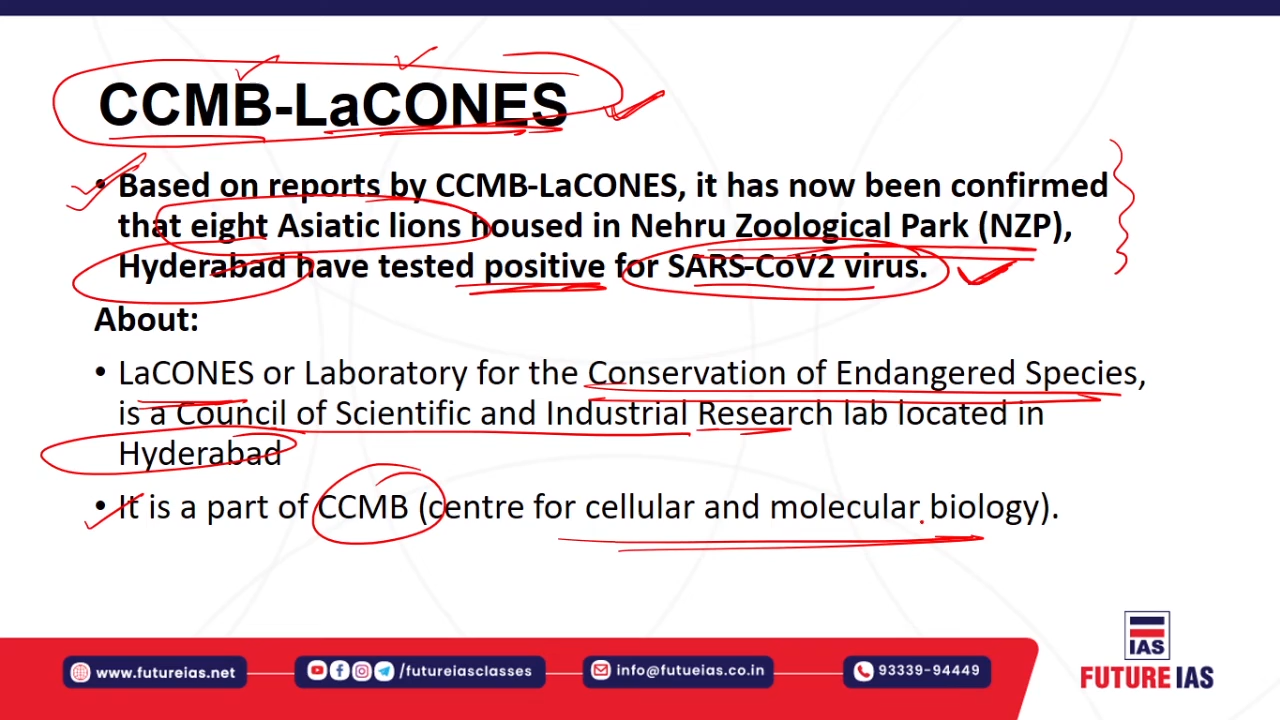 CCMB-LaCONES
• Based on reports by CCMB-LaCONES, it has now been confirmed
that eight Asiatic lions housed in Nehru Zoological Park (NZP),
Hyderabad have tested positive for SARS-CoV2 virus.
About:
• LaCONES or Laboratory for the Conservation of Endangered Species,
is a Council of Scientific and Industrial Research lab located in
Hyderabad
• It is a part of CCMB (centre for cellular and molecular biology).
IAS
FUTURE IAS
www.futureias.net
/futureiasclasses
info@futueias.co.in
93339-94449